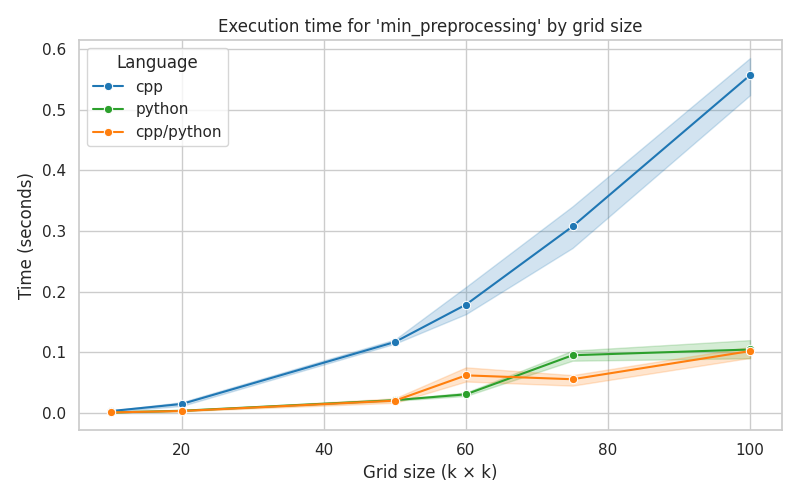 Execution time for 'min_preprocessing' by grid size
Time (seconds)
0.6
0.5
0.4
0.3
0.2
0.1
0.0
Language
cpp
python
cpp/python
20
40
60
80
100
Grid size (k × k)